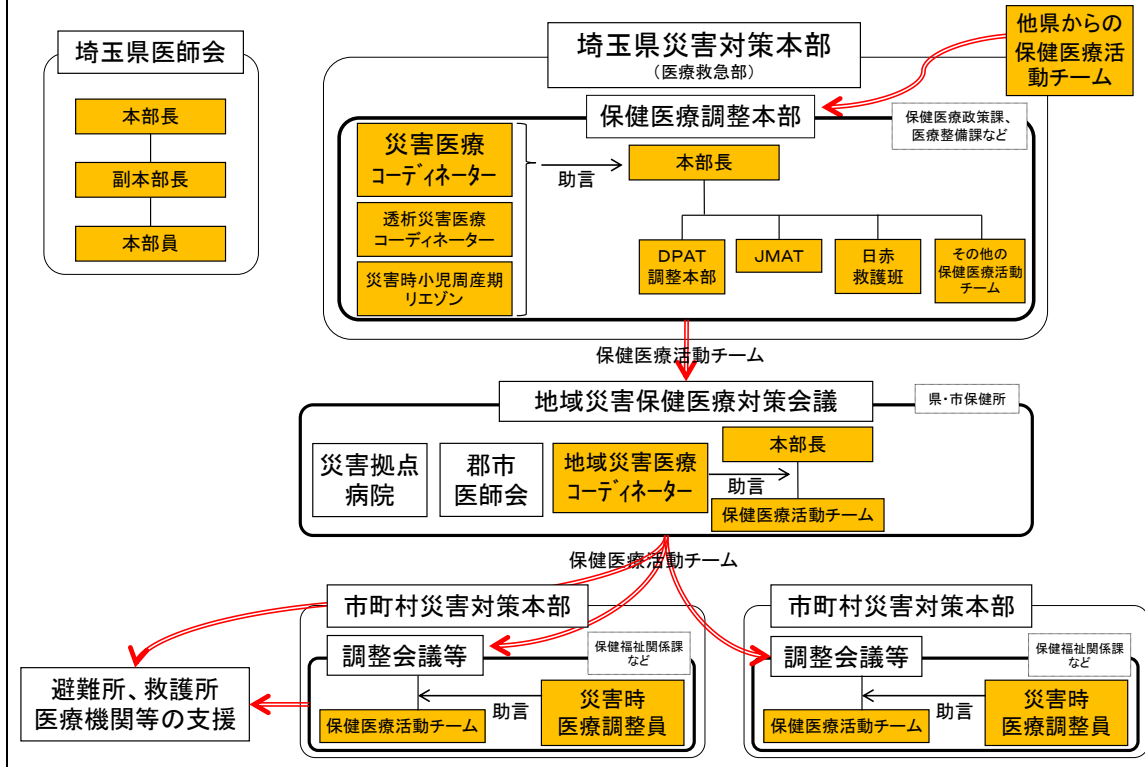 埼玉県医師会
本部長
副本部長
本部員
埼玉県災害対策本部
（医療救急部）
他県からの
保健医療活
動チーム
保健医療調整本部
保健医療政策課、
医療整備課など
災害医療
コーディネーター
透析災害医療
コーディネーター
災害時小児周産期
リエゾン
助言
本部長
DPAT
調整本部
JMAT
日赤
救護班
その他の
保健医療活動
チーム
保健医療活動チーム
地域災害保健医療対策会議
県・市保健所
災害拠点
病院
郡市
医師会
地域災害医療
コーディネーター
助言
本部長
保健医療活動チーム
保健医療活動チーム
市町村災害対策本部
調整会議等
保健福祉関係課
など
助言
保健医療活動チーム
災害時
医療調整員
市町村災害対策本部
調整会議等
保健福祉関係課
など
助言
保健医療活動チーム
災害時
医療調整員
避難所、救護所
医療機関等の支援